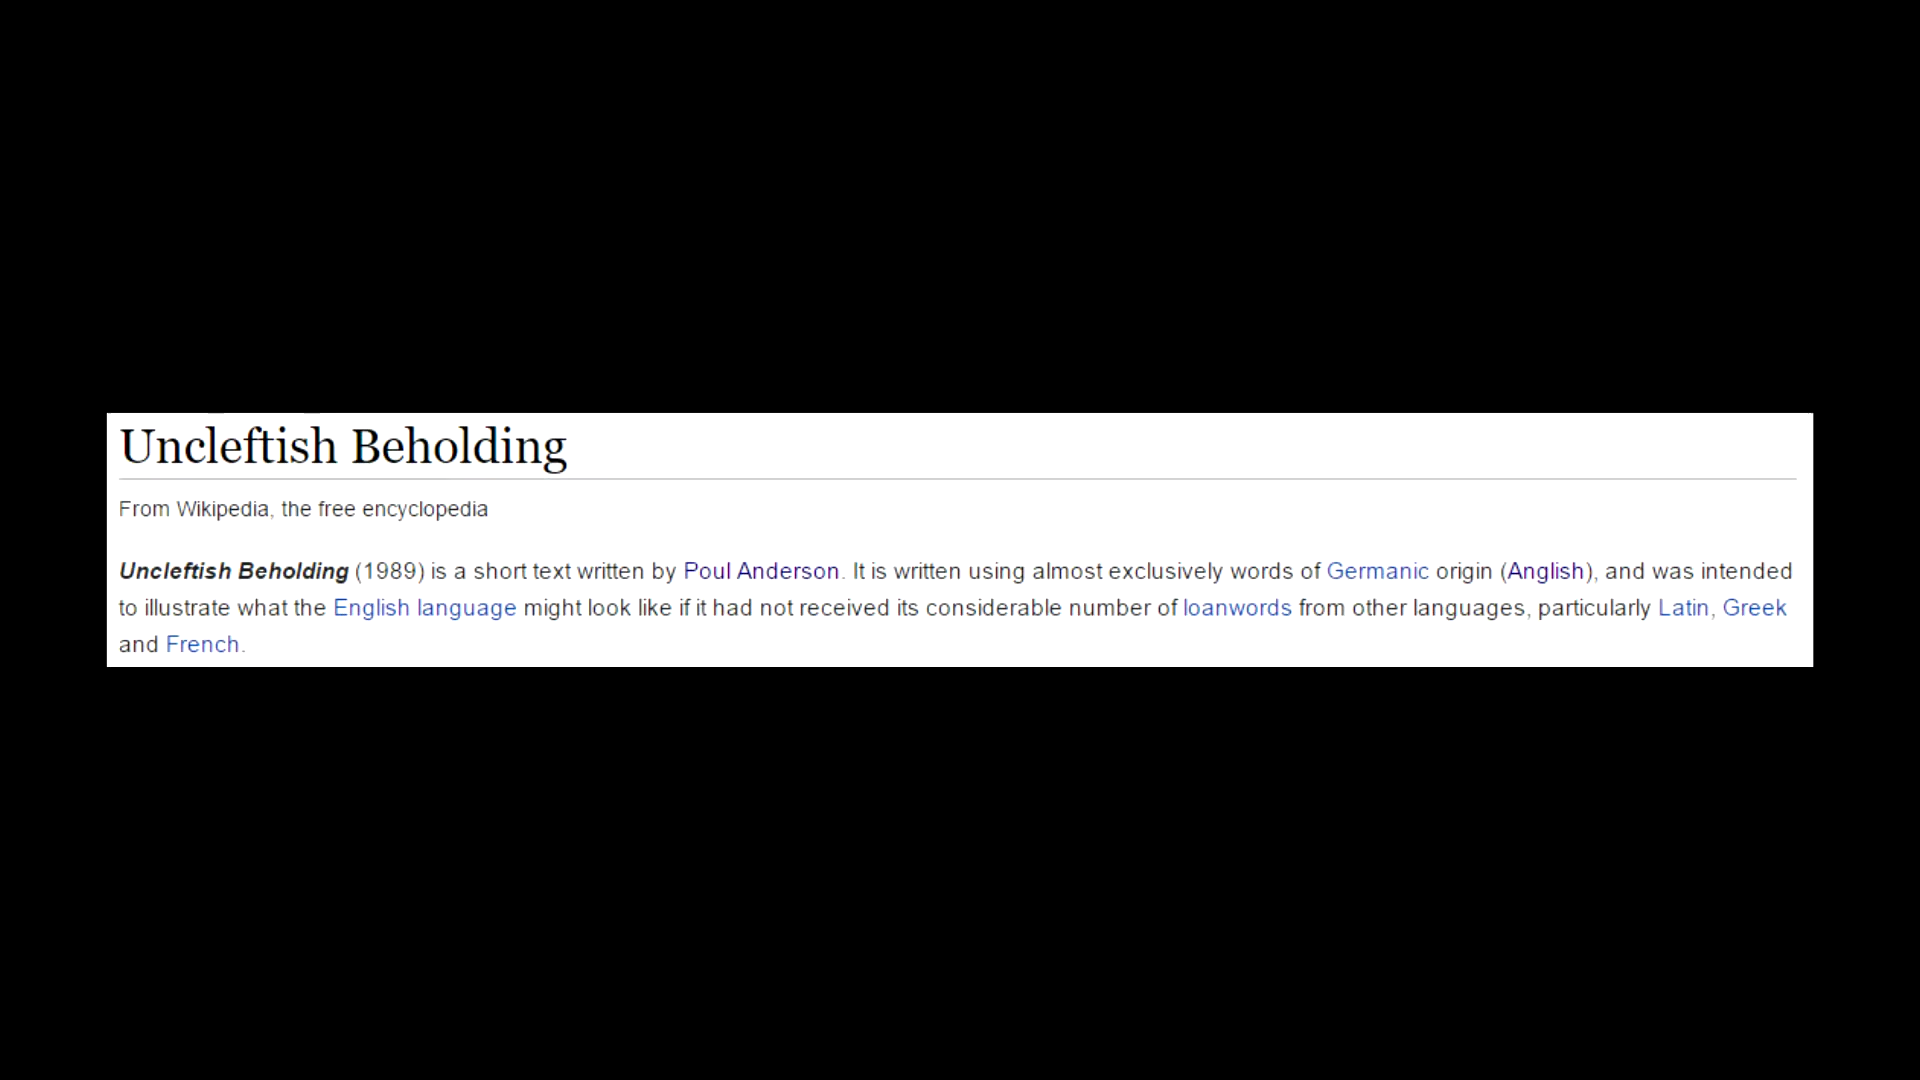 Uncleftish Beholding
From Wikipedia, the free encyclopedia
Uncleftish Beholding (1989) is a short text written by Poul Anderson. It is written using almost exclusively words of Germanic origin (Anglish), and was intended
to illustrate what the English language might look like if it had not received its considerable number of loanwords from other languages, particularly Latin, Greek
and French.